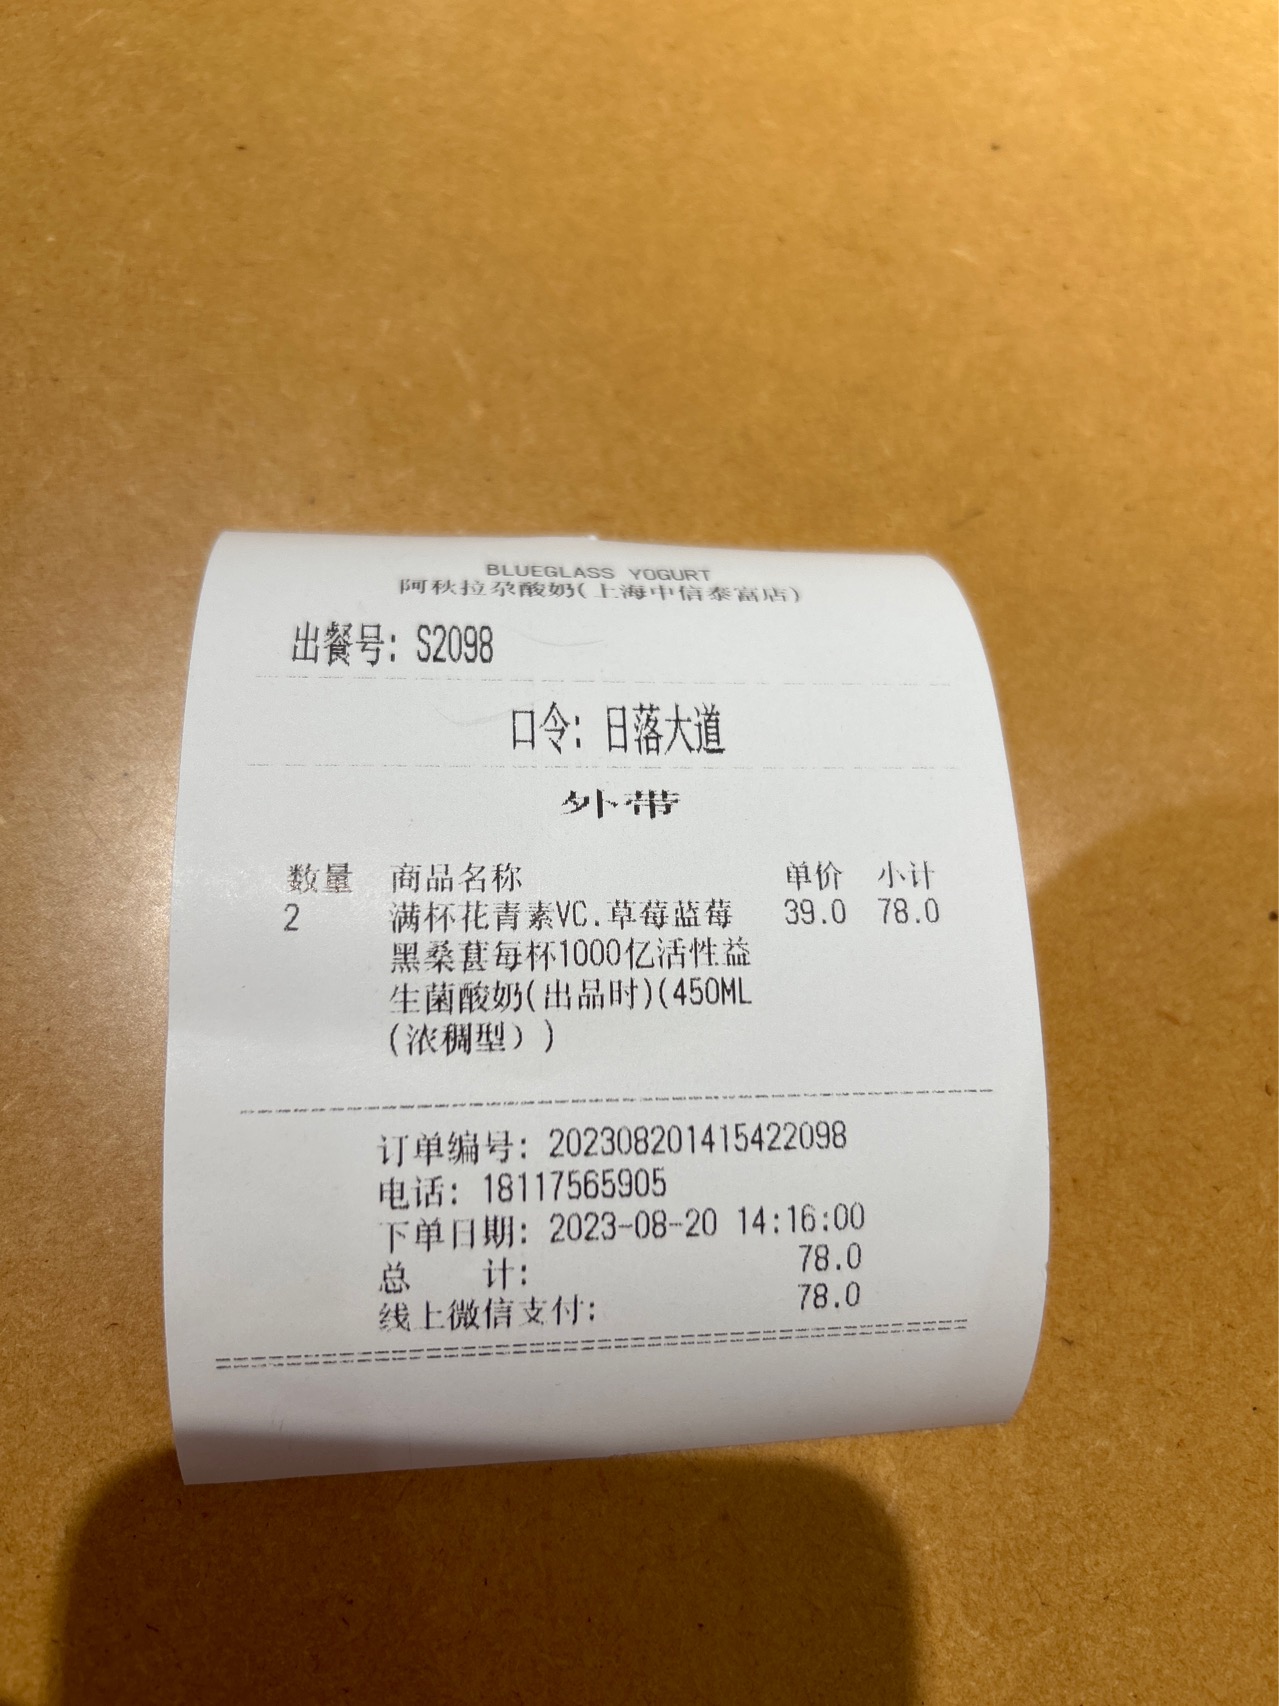 BLUEGLASS YOGURT
阿秋拉尕酸奶(上海中信泰富店)
出餐号: S2098
口令: 日落大道
外带
数量 商品名称 单价 小计
2 满杯花青素VC.草莓蓝莓 39.0 78.0
黑桑葚每杯1000亿活性益
生菌酸奶(出品时)(450ML
(浓稠型））
订单编号: 202308201415422098
电话: 18117565905
下单日期: 2023-08-20 14:16:00
总 计: 78.0
线上微信支付: 78.0